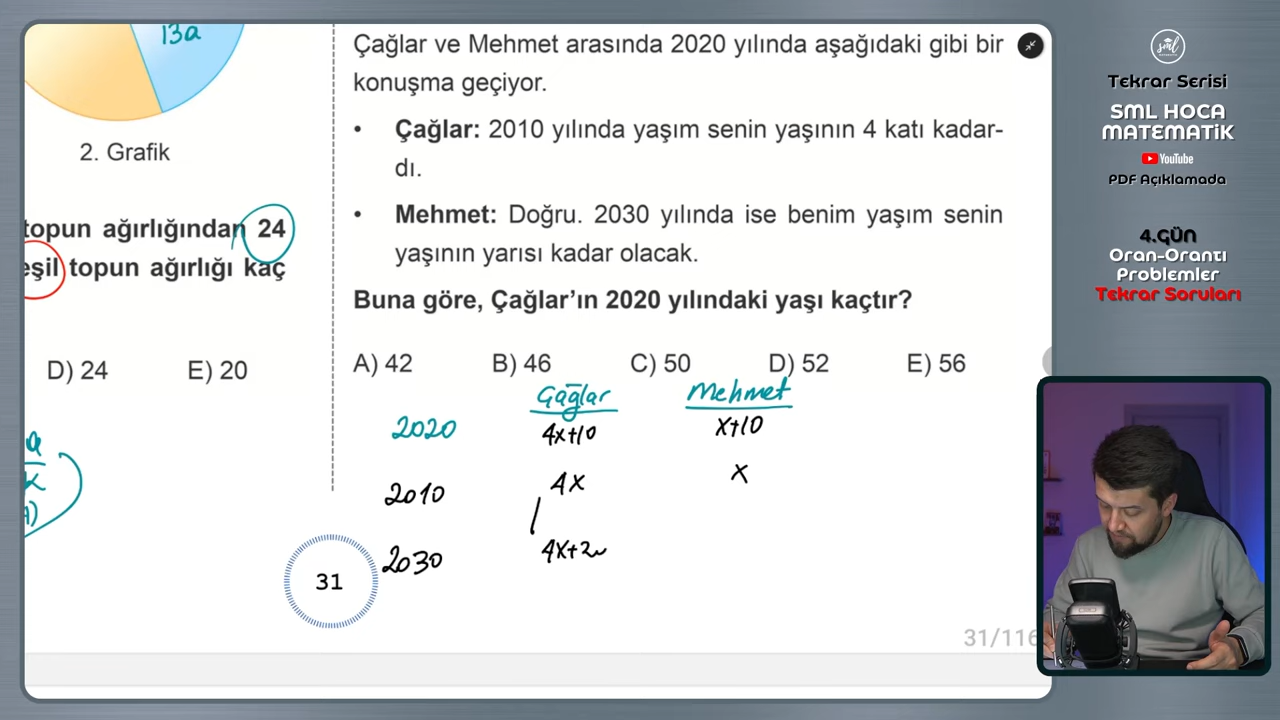 13a
2. Grafik
topun ağırlığından 24
eşil topun ağırlığı kaç
D) 24 E) 20
Çağlar ve Mehmet arasında 2020 yılında aşağıdaki gibi bir
konuşma geçiyor.
• Çağlar: 2010 yılında yaşım senin yaşının 4 katı kadar-
dı.
• Mehmet: Doğru. 2030 yılında ise benim yaşım senin
yaşının yarısı kadar olacak.
Buna göre, Çağlar'ın 2020 yılındaki yaşı kaçtır?
A) 42 B) 46 C) 50 D) 52 E) 56
Çağlar Mehmet
2020 4x+10 x+10
2010 4x x
2030 4x+20
31
31/116
sml
Tekrar Serisi
SML HOCA
MATEMATİK
YouTube
PDF Açıklamada
4.GÜN
Oran-Orantı
Problemler
Tekrar Soruları